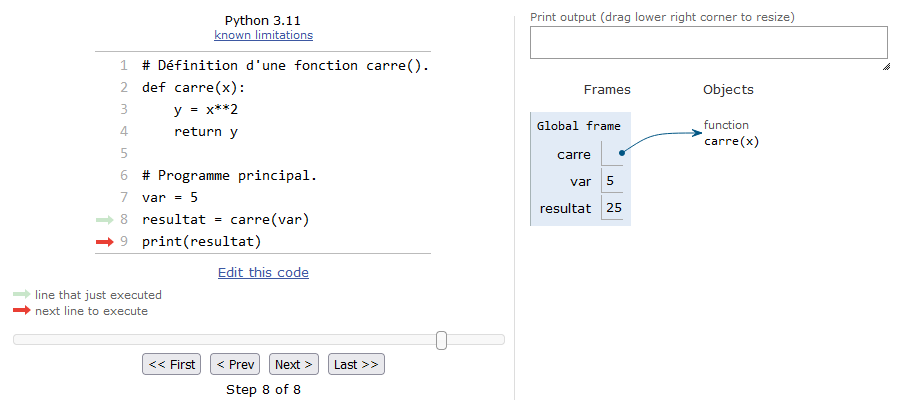 Python 3.11
known limitations
1 # Définition d'une fonction carre().
2 def carre(x):
3     y = x**2
4     return y
5
6 # Programme principal.
7 var = 5
8 resultat = carre(var)
9 print(resultat)
Edit this code
line that just executed
next line to execute
<< First < Prev Next > Last >>
Step 8 of 8
Print output (drag lower right corner to resize)
Frames Objects
Global frame
carre
var 5
resultat 25
function
carre(x)